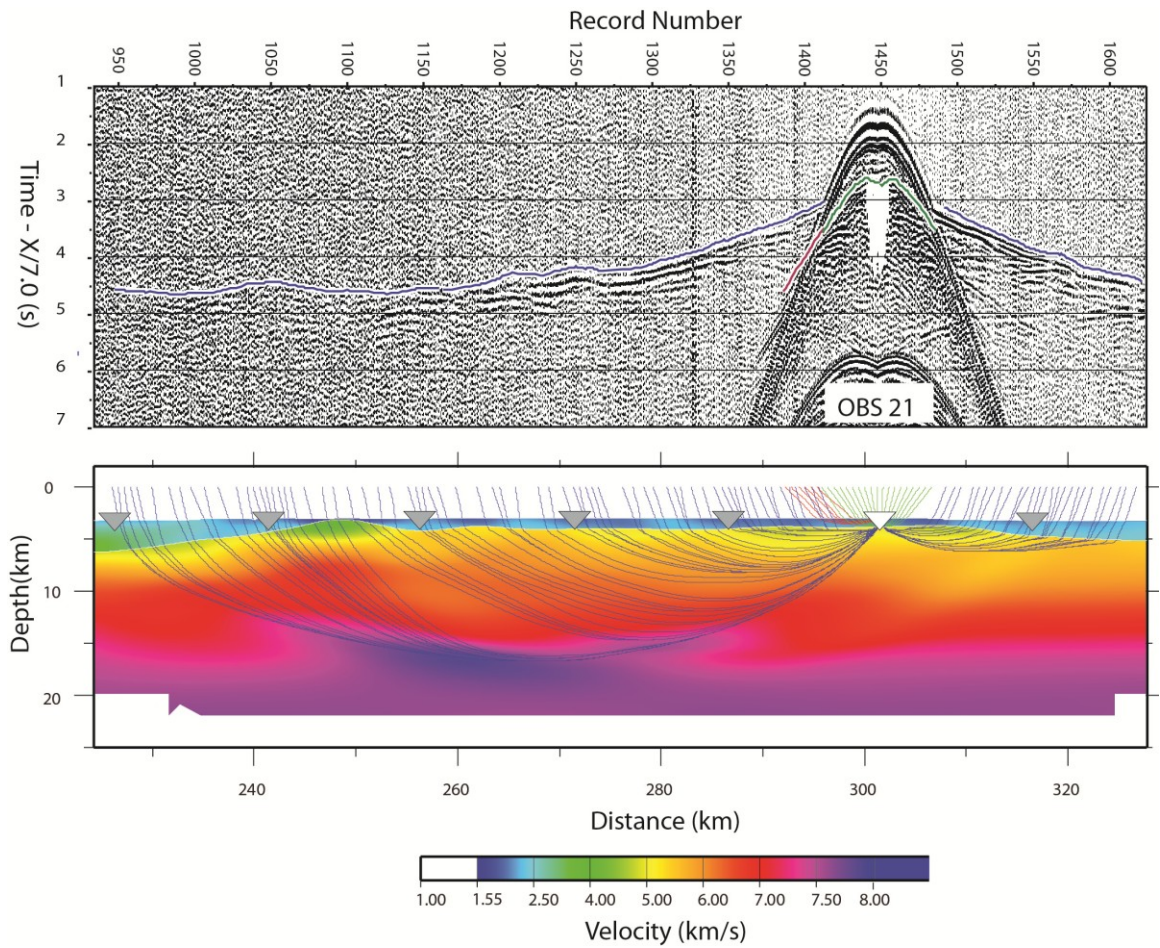 Record Number
950 1000 1050 1100 1150 1200 1250 1300 1350 1400 1450 1500 1550 1600
Time - X/7.0 (s)
1
2
3
4
5
6
7
OBS 21
Depth(km)
0
10
20
240 260 280 300 320
Distance (km)
1.00 1.55 2.50 4.00 5.00 6.00 7.00 7.50 8.00
Velocity (km/s)